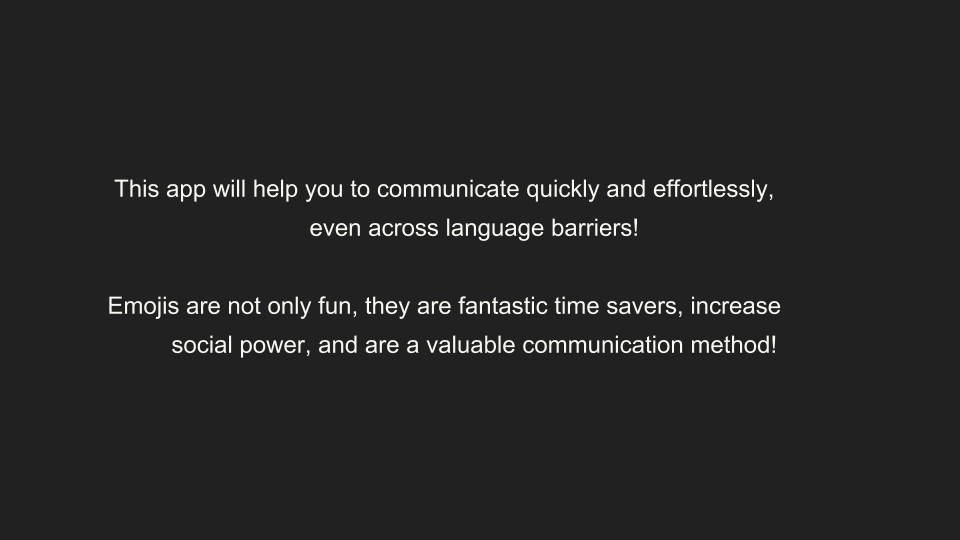 This app will help you to communicate quickly and effortlessly,
even across language barriers!
Emojis are not only fun, they are fantastic time savers, increase
social power, and are a valuable communication method!